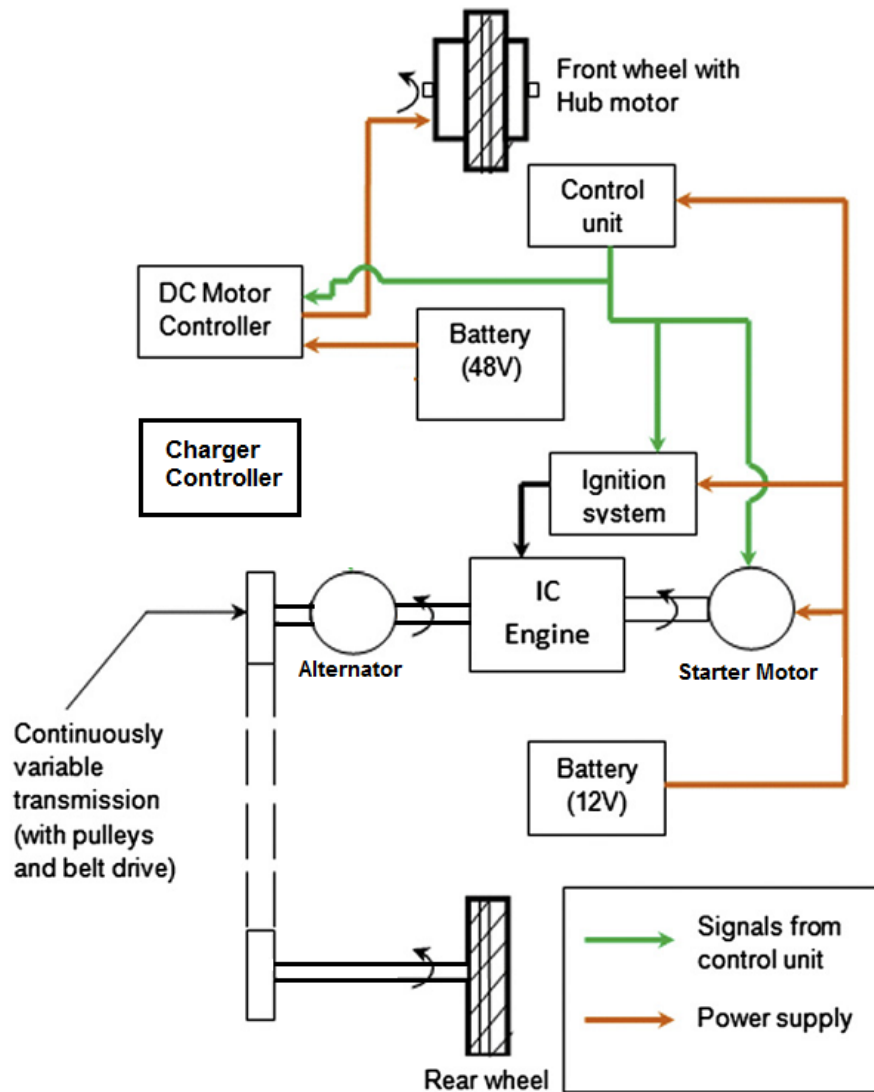 Front wheel with
Hub motor
Control
unit
DC Motor
Controller
Battery
(48V)
Charger
Controller
Ignition
system
IC
Engine
Alternator
Starter Motor
Continuously
variable
transmission
(with pulleys
and belt drive)
Battery
(12V)
Signals from
control unit
Power supply
Rear wheel